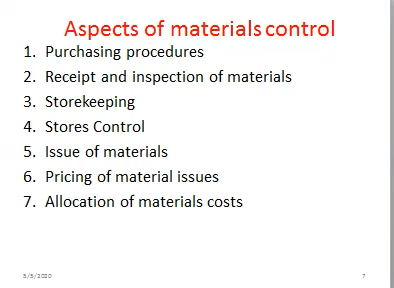 Aspects of materials control
1. Purchasing procedures
2. Receipt and inspection of materials
3. Storekeeping
4. Stores Control
5. Issue of materials
6. Pricing of material issues
7. Allocation of materials costs
5/5/2020
7